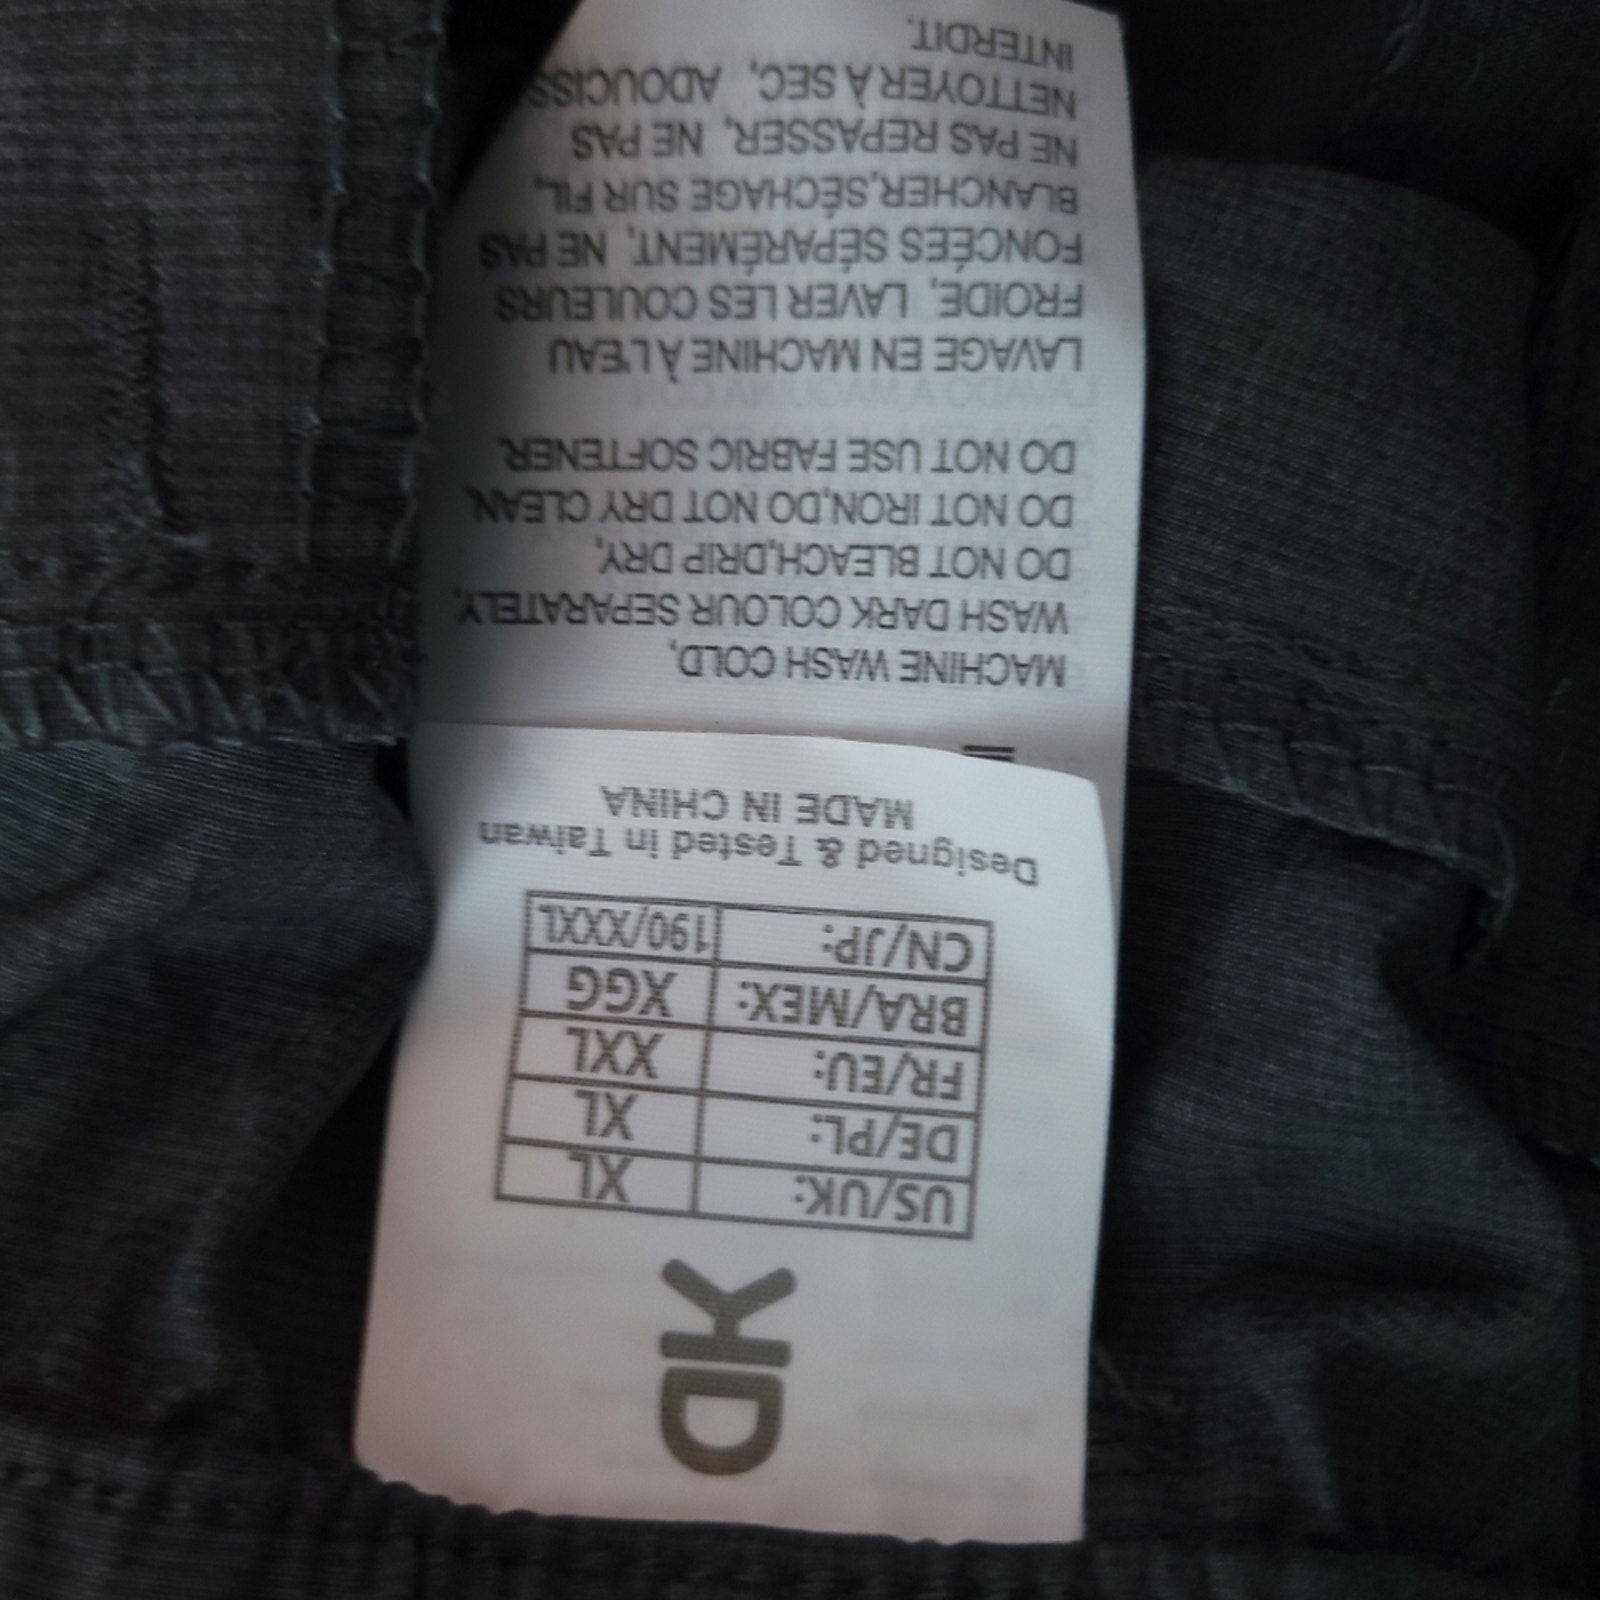 DK
US/UK: XL
DE/PL: XL
FR/EU: XXL
BRA/MEX: XGG
CN/JP: 190/XXXL
Designed & Tested in Taiwan
MADE IN CHINA
MACHINE WASH COLD,
WASH DARK COLOUR SEPARATELY,
DO NOT BLEACH,DRIP DRY,
DO NOT IRON,DO NOT DRY CLEAN,
DO NOT USE FABRIC SOFTENER.
LAVAGE EN MACHINE À L'EAU
FROIDE, LAVER LES COULEURS
FONCÉES SÉPARÉMENT, NE PAS
BLANCHER,SÉCHAGE SUR FIL,
NE PAS REPASSER, NE PAS
NETTOYER À SEC, ADOUCISS
INTERDIT.